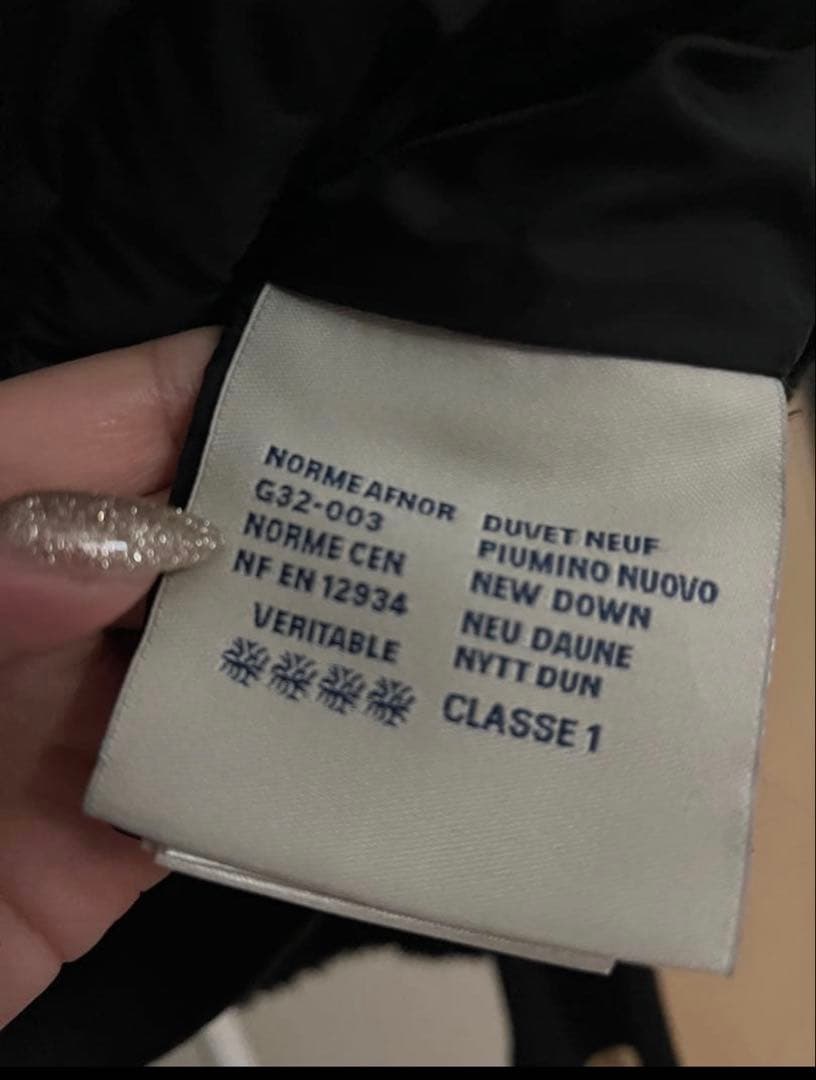 NORME AFNOR
G32-003
NORME CEN
NF EN 12934
VERITABLE
DUVET NEUF
PIUMINO NUOVO
NEW DOWN
NEU DAUNE
NYTT DUN
CLASSE 1